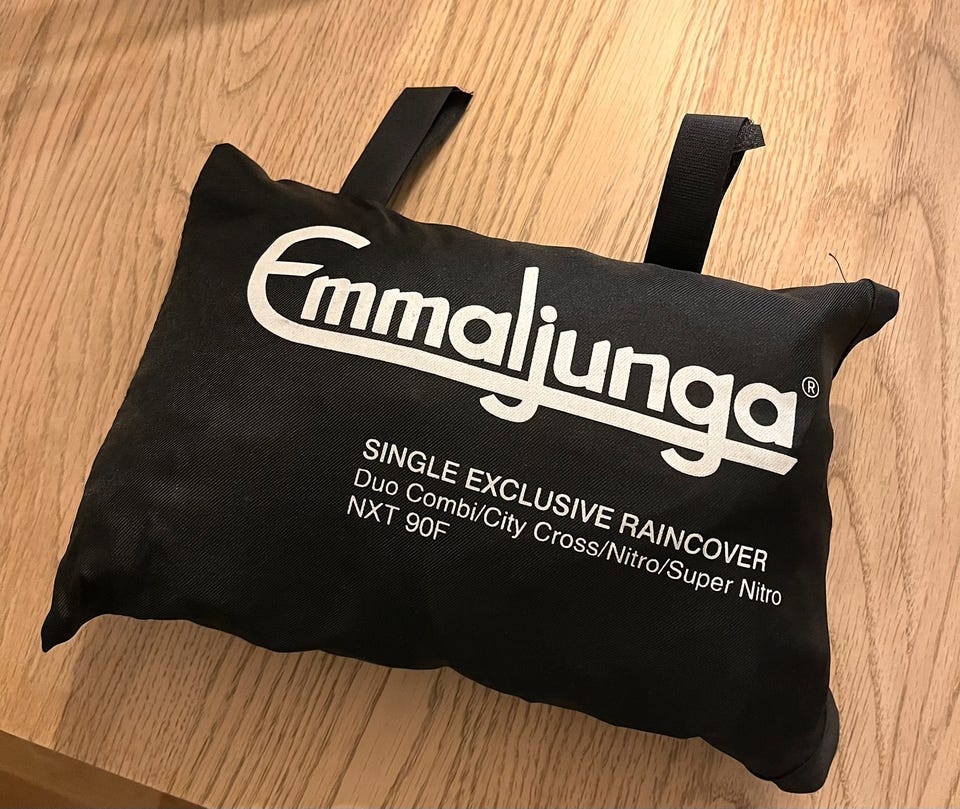 Emmaljunga®
SINGLE EXCLUSIVE RAINCOVER
Duo Combi/City Cross/Nitro/Super Nitro
NXT 90F